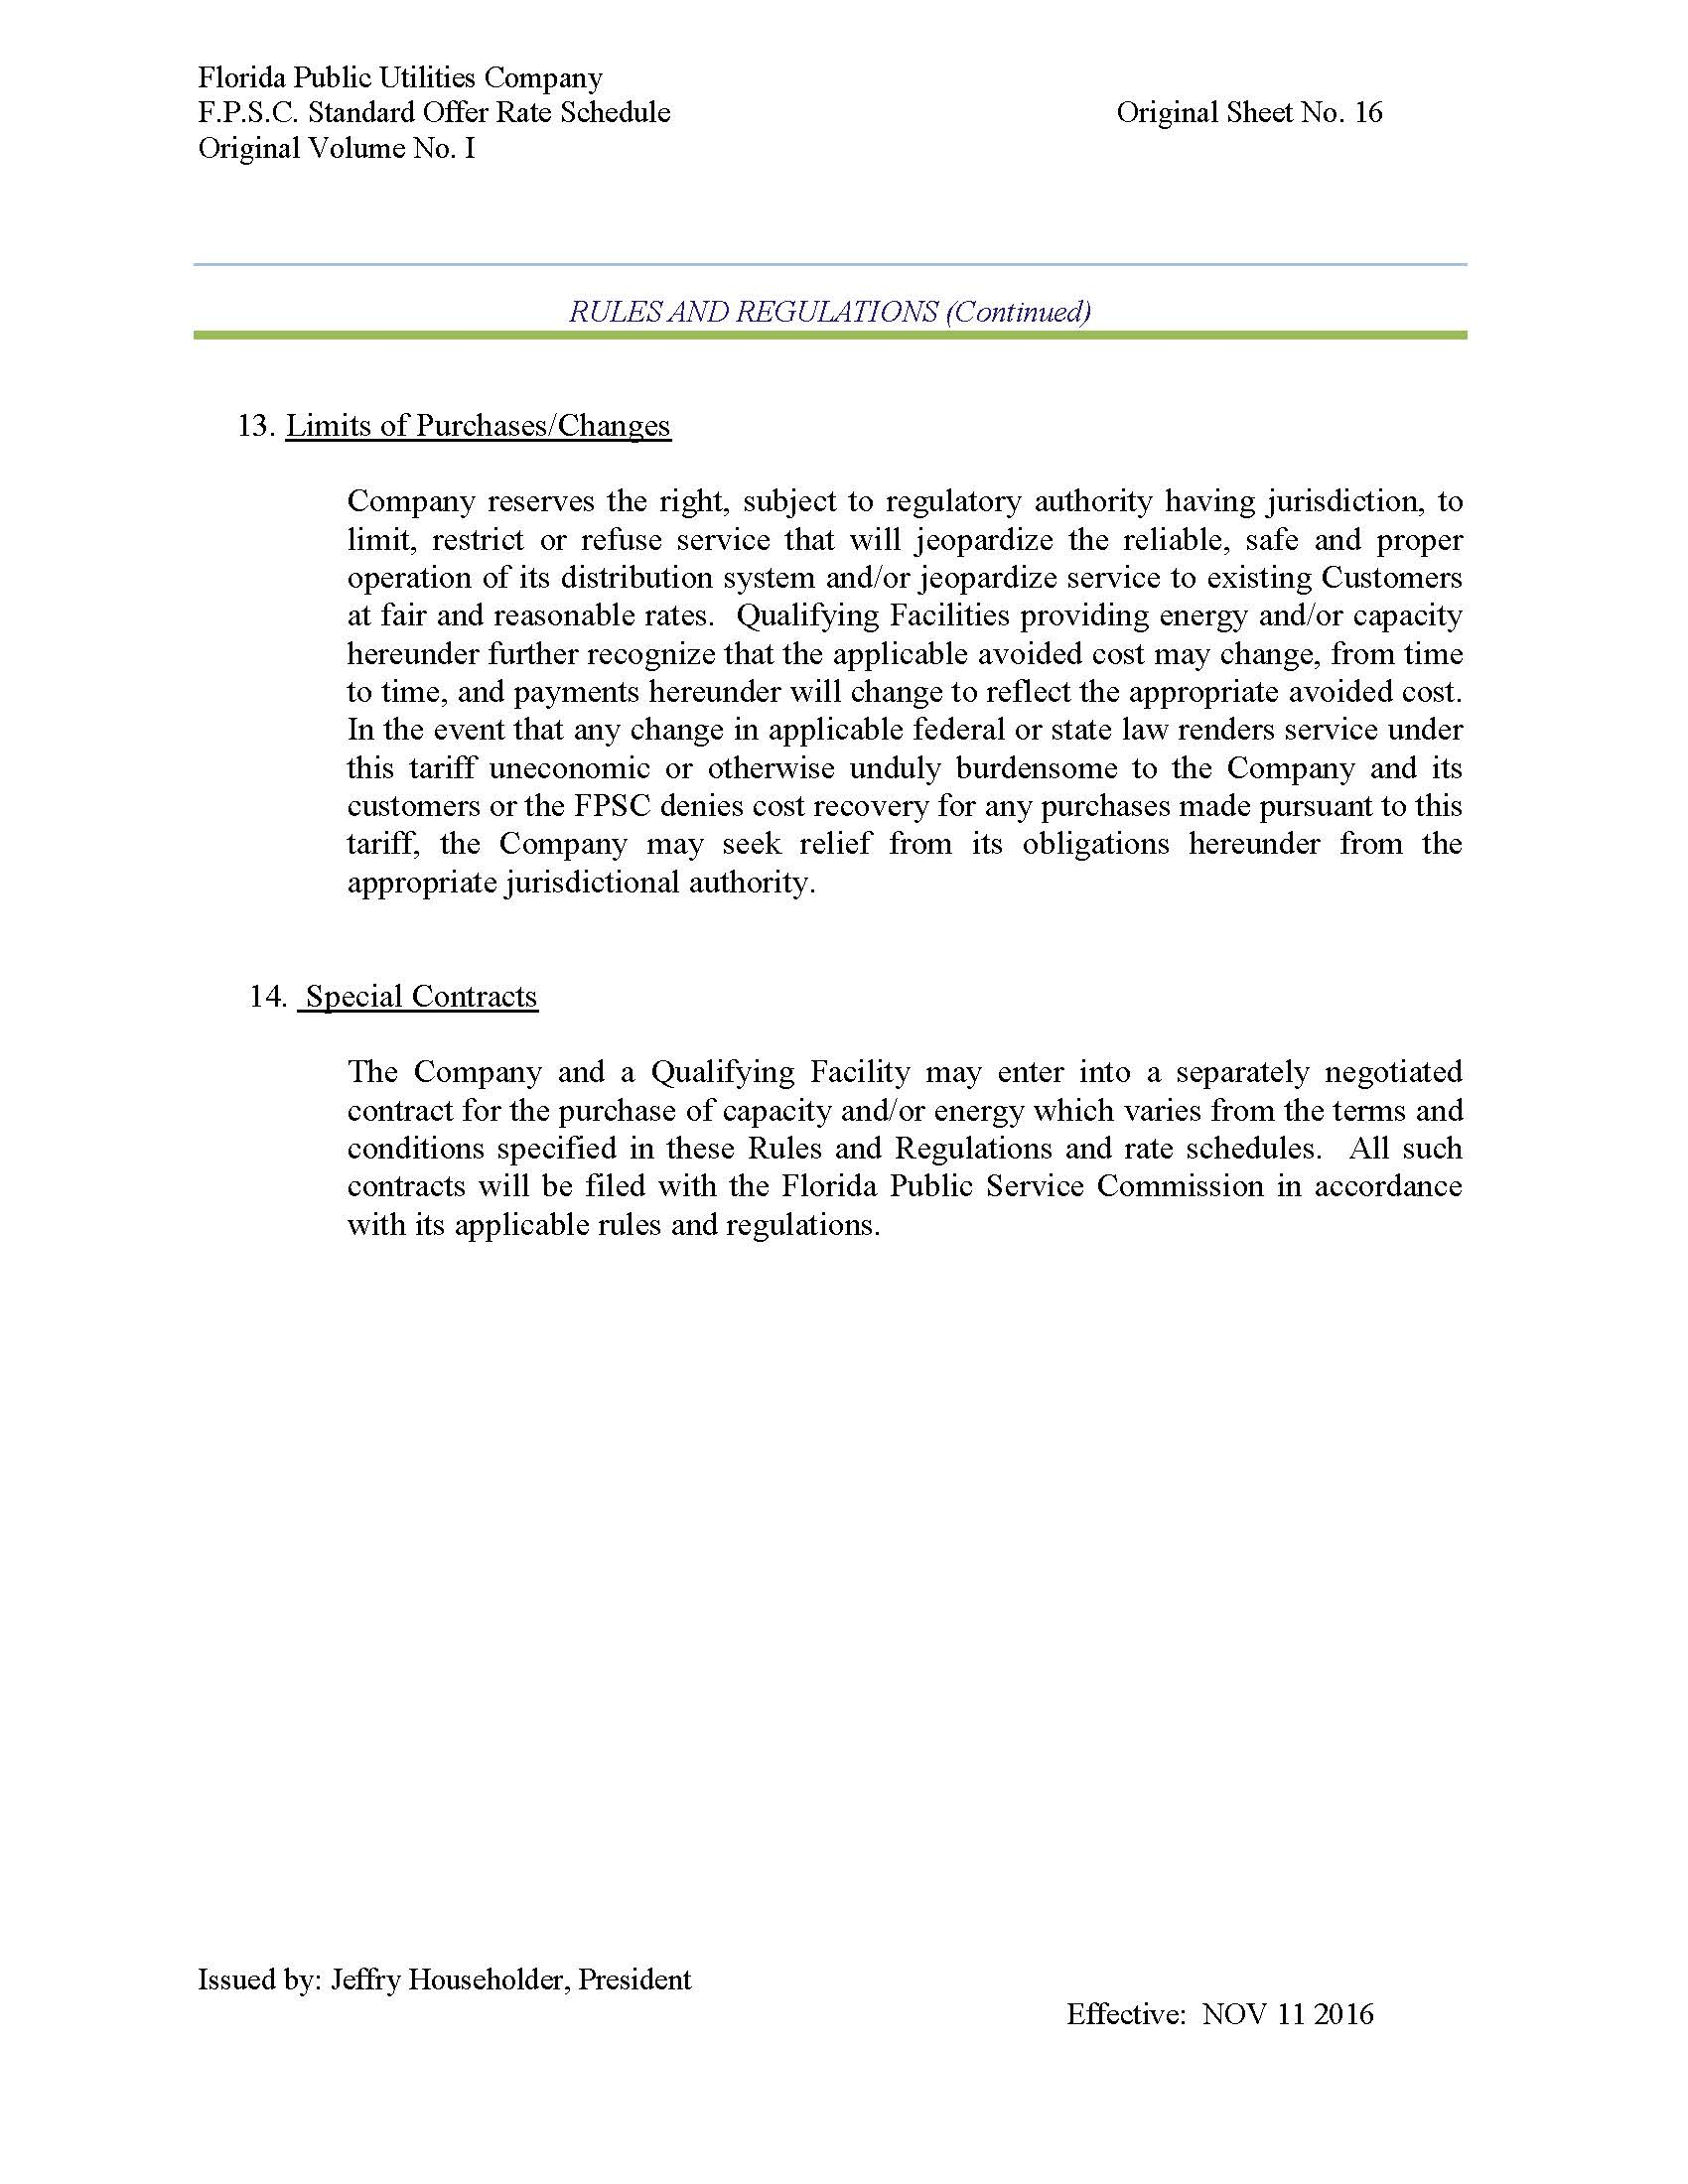 Florida Public Utilities Company
F.P.S.C. Standard Offer Rate Schedule Original Sheet No. 16
Original Volume No. I
RULES AND REGULATIONS (Continued)
13. Limits of Purchases/Changes
Company reserves the right, subject to regulatory authority having jurisdiction, to
limit, restrict or refuse service that will jeopardize the reliable, safe and proper
operation of its distribution system and/or jeopardize service to existing Customers
at fair and reasonable rates. Qualifying Facilities providing energy and/or capacity
hereunder further recognize that the applicable avoided cost may change, from time
to time, and payments hereunder will change to reflect the appropriate avoided cost.
In the event that any change in applicable federal or state law renders service under
this tariff uneconomic or otherwise unduly burdensome to the Company and its
customers or the FPSC denies cost recovery for any purchases made pursuant to this
tariff, the Company may seek relief from its obligations hereunder from the
appropriate jurisdictional authority.
14. Special Contracts
The Company and a Qualifying Facility may enter into a separately negotiated
contract for the purchase of capacity and/or energy which varies from the terms and
conditions specified in these Rules and Regulations and rate schedules. All such
contracts will be filed with the Florida Public Service Commission in accordance
with its applicable rules and regulations.
Issued by: Jeffry Householder, President
Effective: NOV 11 2016